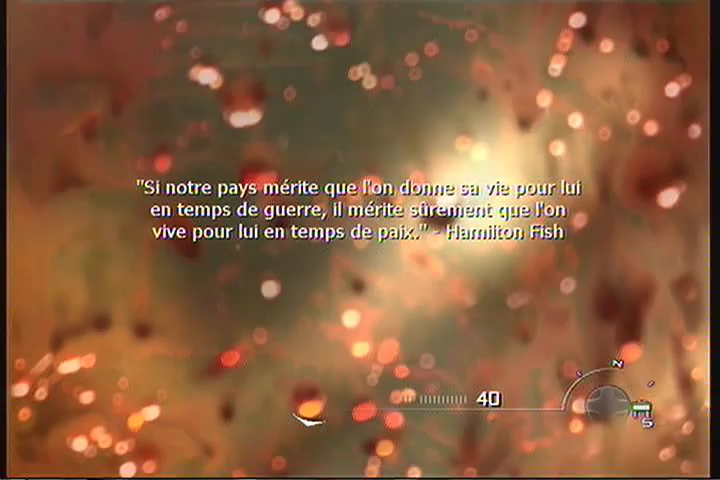 "Si notre pays mérite que l'on donne sa vie pour lui
en temps de guerre, il mérite sûrement que l'on
vive pour lui en temps de paix." - Hamilton Fish
N
40
S